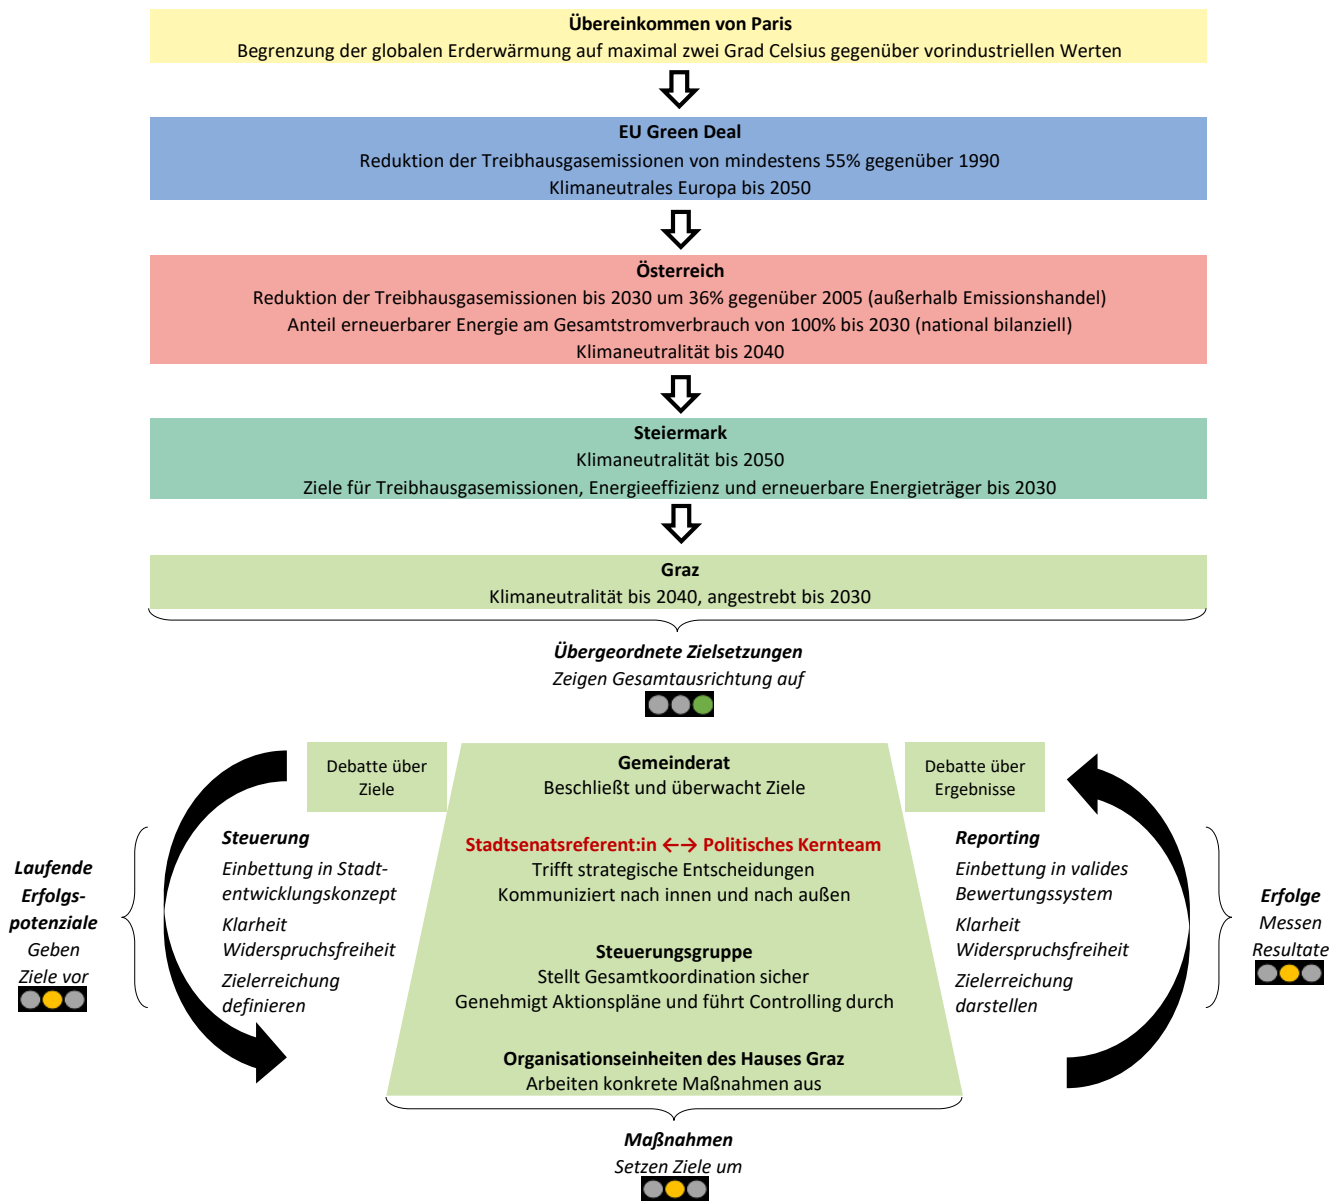 Übereinkommen von Paris
Begrenzung der globalen Erderwärmung auf maximal zwei Grad Celsius gegenüber vorindustriellen Werten
EU Green Deal
Reduktion der Treibhausgasemissionen von mindestens 55% gegenüber 1990
Klimaneutrales Europa bis 2050
Österreich
Reduktion der Treibhausgasemissionen bis 2030 um 36% gegenüber 2005 (außerhalb Emissionshandel)
Anteil erneuerbarer Energie am Gesamtstromverbrauch von 100% bis 2030 (national bilanziell)
Klimaneutralität bis 2040
Steiermark
Klimaneutralität bis 2050
Ziele für Treibhausgasemissionen, Energieeffizienz und erneuerbare Energieträger bis 2030
Graz
Klimaneutralität bis 2040, angestrebt bis 2030
Übergeordnete Zielsetzungen
Zeigen Gesamtausrichtung auf
Debatte über
Ziele
Gemeinderat
Beschließt und überwacht Ziele
Debatte über
Ergebnisse
Laufende
Erfolgs-
potenziale
Geben
Ziele vor
Steuerung
Einbettung in Stadt-
entwicklungskonzept
Klarheit
Widerspruchsfreiheit
Zielerreichung
definieren
Stadtsenatsreferent:in ←→ Politisches Kernteam
Trifft strategische Entscheidungen
Kommuniziert nach innen und nach außen
Steuerungsgruppe
Stellt Gesamtkoordination sicher
Genehmigt Aktionspläne und führt Controlling durch
Organisationseinheiten des Hauses Graz
Arbeiten konkrete Maßnahmen aus
Reporting
Einbettung in valides
Bewertungssystem
Klarheit
Widerspruchsfreiheit
Zielerreichung
darstellen
Erfolge
Messen
Resultate
Maßnahmen
Setzen Ziele um